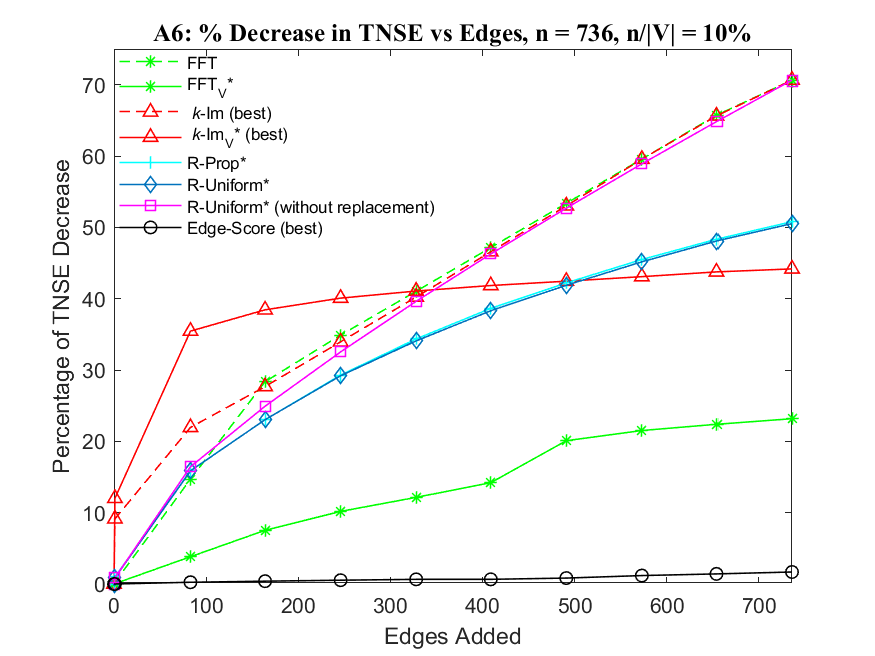 A6: % Decrease in TNSE vs Edges, n = 736, n/|V| = 10%
FFT
FFT_V*
k-Im (best)
k-Im_V* (best)
R-Prop*
R-Uniform*
R-Uniform* (without replacement)
Edge-Score (best)
Percentage of TNSE Decrease
70
60
50
40
30
20
10
0
0 100 200 300 400 500 600 700
Edges Added